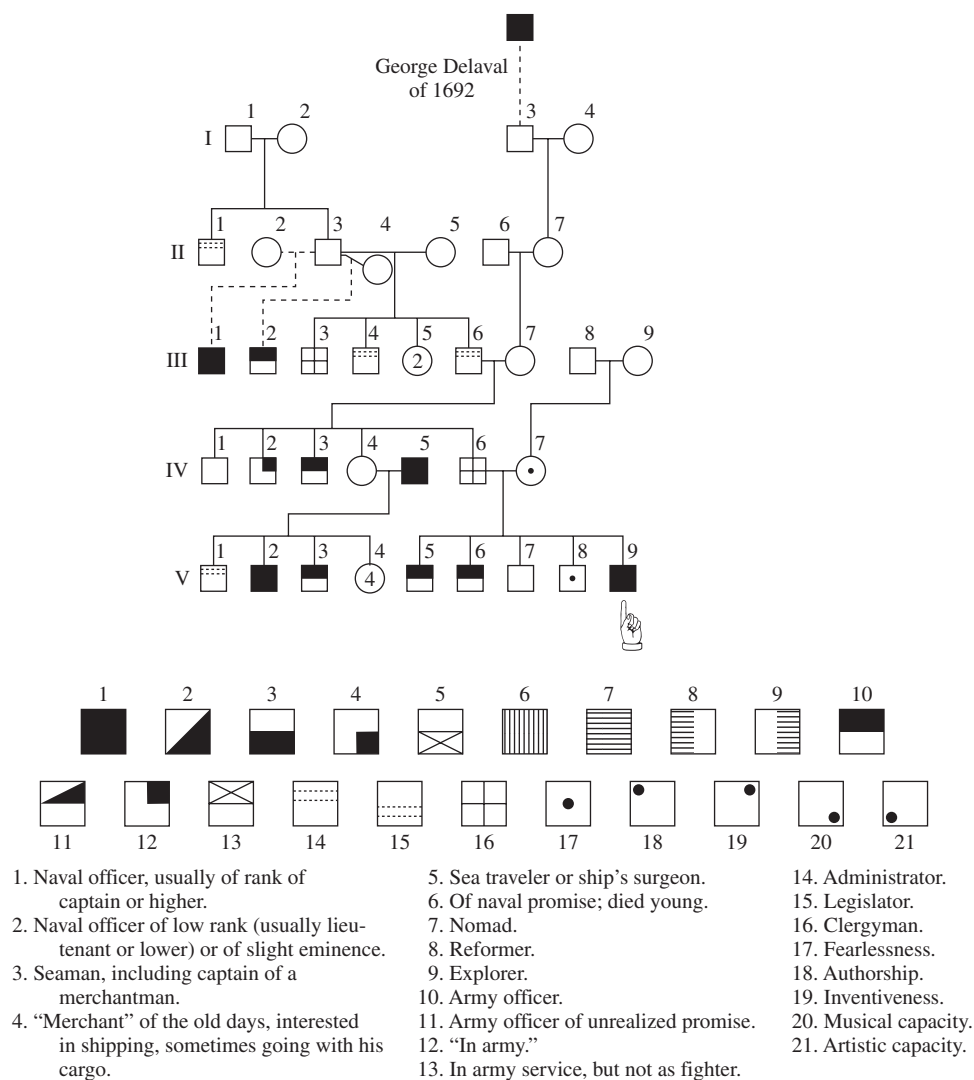 George Delaval
of 1692
3 4
1 2
I
1 2 3 4 5 6 7
II
1 2 3 4 5 6 7 8 9
III
2
1 2 3 4 5 6 7
IV
1 2 3 4 5 6 7 8 9
V
4
1 2 3 4 5 6 7 8 9 10
11 12 13 14 15 16 17 18 19 20 21
1. Naval officer, usually of rank of
captain or higher.
2. Naval officer of low rank (usually lieu-
tenant or lower) or of slight eminence.
3. Seaman, including captain of a
merchantman.
4. “Merchant” of the old days, interested
in shipping, sometimes going with his
cargo.
5. Sea traveler or ship's surgeon.
6. Of naval promise; died young.
7. Nomad.
8. Reformer.
9. Explorer.
10. Army officer.
11. Army officer of unrealized promise.
12. “In army.”
13. In army service, but not as fighter.
14. Administrator.
15. Legislator.
16. Clergyman.
17. Fearlessness.
18. Authorship.
19. Inventiveness.
20. Musical capacity.
21. Artistic capacity.